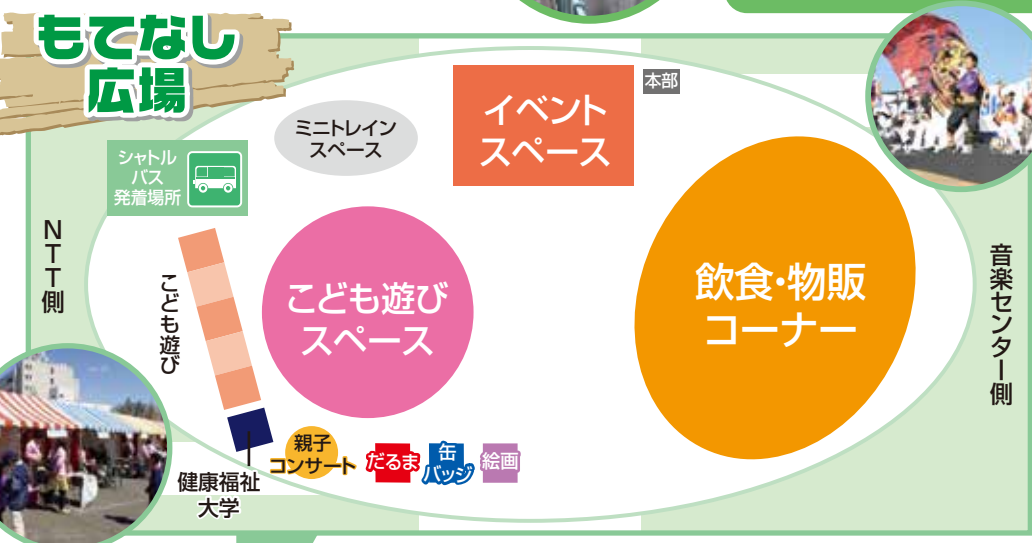 もてなし
広場
本部
イベント
スペース
ミニトレイン
スペース
シャトル
バス
発着場所
NTT側
こども遊び
こども遊び
スペース
飲食・物販
コーナー
音楽センター側
親子
コンサート
だるま
缶
バッジ
絵画
健康福祉
大学